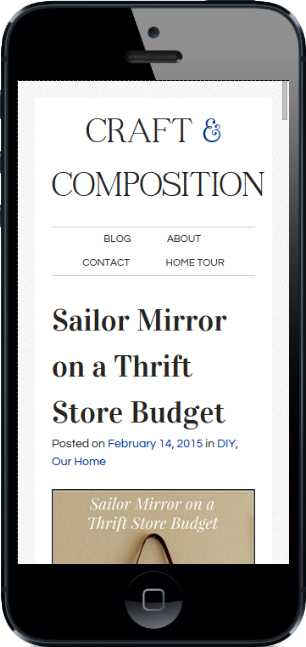 CRAFT &
COMPOSITION
BLOG ABOUT
CONTACT HOME TOUR
Sailor Mirror
on a Thrift
Store Budget
Posted on February 14, 2015 in DIY,
Our Home
Sailor Mirror on a
Thrift Store Budget